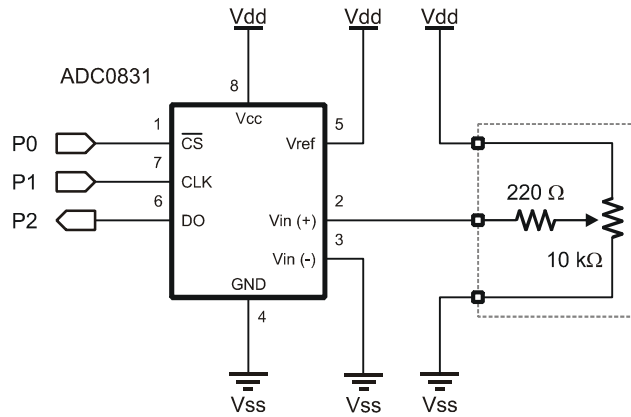 Vdd Vdd Vdd
ADC0831
8
Vcc
P0 1 C̅S̅ Vref 5
P1 7 CLK
P2 6 DO Vin (+) 2
220 Ω
Vin (-) 3
10 kΩ
GND
4
Vss Vss Vss